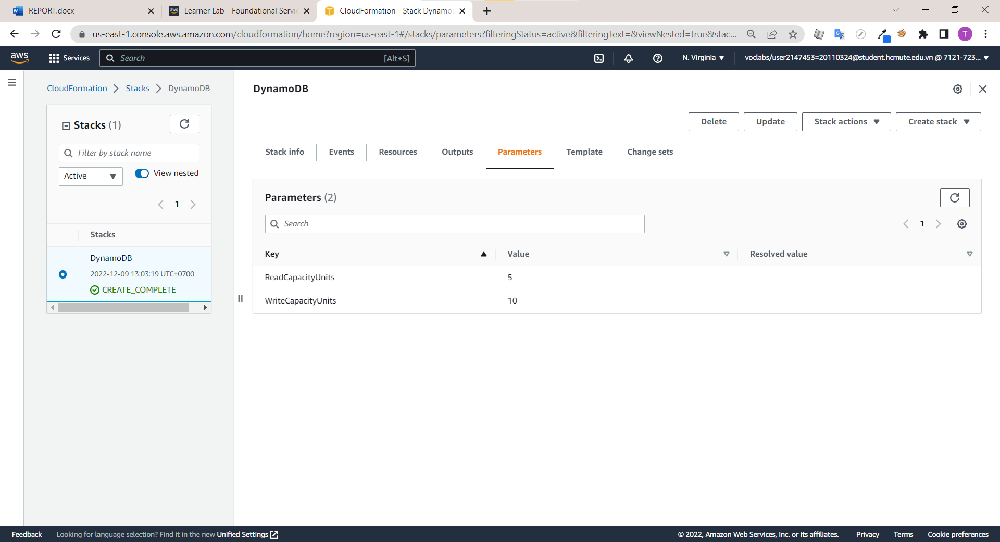 REPORT.docx
Learner Lab - Foundational Servic
CloudFormation - Stack Dynamo
us-east-1.console.aws.amazon.com/cloudformation/home?region=us-east-1#/stacks/parameters?filteringStatus=active&filteringText=&viewNested=true&stac...
T
aws
Services
Search
[Alt+S]
N. Virginia
voclabs/user2147453=20110324@student.hcmute.edu.vn @ 7121-723...
CloudFormation
Stacks
DynamoDB
Stacks (1)
Filter by stack name
Active
View nested
1
Stacks
DynamoDB
2022-12-09 13:03:19 UTC+0700
CREATE_COMPLETE
DynamoDB
Delete
Update
Stack actions
Create stack
Stack info
Events
Resources
Outputs
Parameters
Template
Change sets
Parameters (2)
Search
1
Key
Value
Resolved value
ReadCapacityUnits
5
WriteCapacityUnits
10
Feedback
Looking for language selection? Find it in the new Unified Settings
© 2022, Amazon Web Services, Inc. or its affiliates.
Privacy
Terms
Cookie preferences